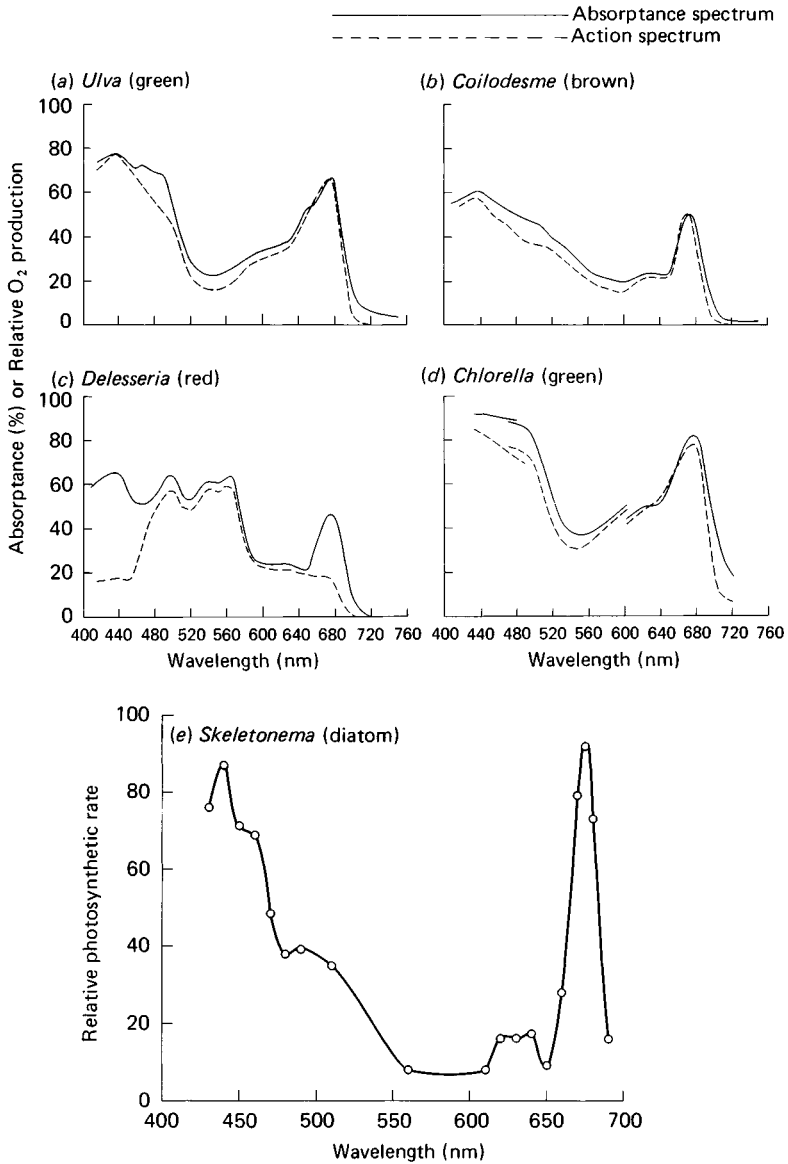 Absorptance spectrum
Action spectrum
(a) Ulva (green)
(b) Coilodesme (brown)
100
80
60
40
20
0
(c) Delesseria (red)
(d) Chlorella (green)
100
80
60
40
20
0
400 440 480 520 560 600 640 680 720 760
400 440 480 520 560 600 640 680 720 760
Wavelength (nm)
Wavelength (nm)
Absorptance (%) or Relative O₂ production
(e) Skeletonema (diatom)
100
80
60
40
20
0
400 450 500 550 600 650 700
Wavelength (nm)
Relative photosynthetic rate